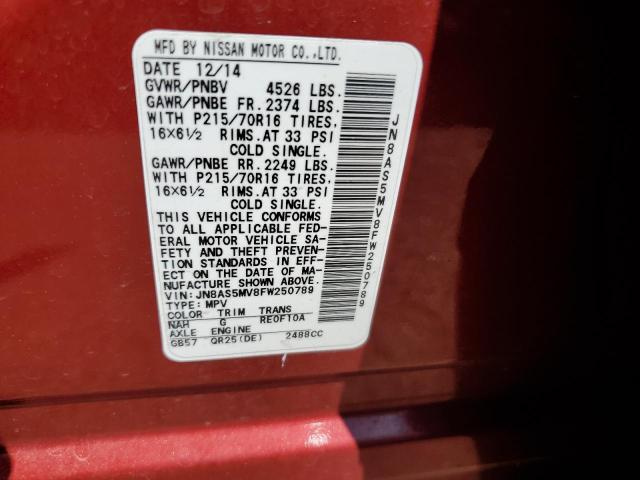 MFD BY NISSAN MOTOR CO.,LTD.
DATE 12/14
GVWR/PNBV 4526 LBS.
GAWR/PNBE FR. 2374 LBS.
WITH P215/70R16 TIRES,
16×6½ RIMS.AT 33 PSI
COLD SINGLE.
GAWR/PNBE RR. 2249 LBS.
WITH P215/70R16 TIRES,
16×6½ RIMS.AT 33 PSI
COLD SINGLE.
THIS VEHICLE CONFORMS
TO ALL APPLICABLE FED-
ERAL MOTOR VEHICLE SA-
FETY AND THEFT PREVEN-
TION STANDARDS IN EFF-
ECT ON THE DATE OF MA-
NUFACTURE SHOWN ABOVE.
VIN: JN8AS5MV8FW250789
TYPE: MPV
COLOR TRIM TRANS
NAH G RE0F10A
AXLE ENGINE
GB57 QR25(DE) 2488CC
JN8AS5MV8FW250789